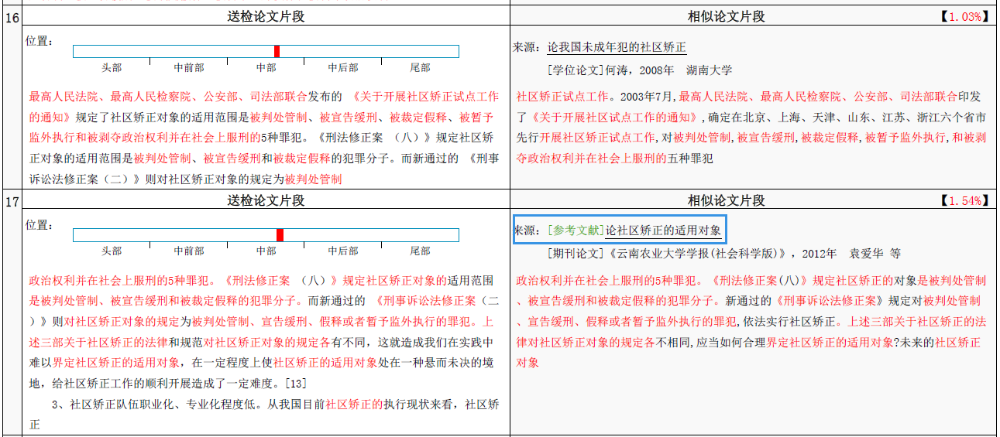 16
送检论文片段
相似论文片段
【1.03%】
位置：
头部 中前部 中部 中后部 尾部
最高人民法院、最高人民检察院、公安部、司法部联合发布的 《关于开展社区矫正试点工作
的通知》规定了社区矫正对象的适用范围是被判处管制、被宣告缓刑、被裁定假释、被暂予
监外执行和被剥夺政治权利并在社会上服刑的5种罪犯。《刑法修正案 （八）》规定社区矫
正对象的适用范围是被判处管制、被宣告缓刑和被裁定假释的犯罪分子。而新通过的 《刑事
诉讼法修正案（二）》则对社区矫正对象的规定为被判处管制
来源：论我国未成年犯的社区矫正
[学位论文]何涛，2008年 湖南大学
社区矫正试点工作。2003年7月,最高人民法院、最高人民检察院、公安部、司法部联合印发
了《关于开展社区试点工作的通知》,确定在北京、上海、天津、山东、江苏、浙江六个省市
先行开展社区矫正试点工作,对被判处管制,被宣告缓刑,被裁定假释,被暂予监外执行,和被剥
夺政治权利并在社会上服刑的五种罪犯
17
送检论文片段
相似论文片段
【1.54%】
位置：
头部 中前部 中部 中后部 尾部
政治权利并在社会上服刑的5种罪犯。《刑法修正案 （八）》规定社区矫正对象的适用范围
是被判处管制、被宣告缓刑和被裁定假释的犯罪分子。而新通过的 《刑事诉讼法修正案（二
）》则对社区矫正对象的规定为被判处管制、宣告缓刑、假释或者暂予监外执行的罪犯。上
述三部关于社区矫正的法律和规范对社区矫正对象的规定各有不同，这就造成我们在实践中
难以界定社区矫正的适用对象，在一定程度上使社区矫正的适用对象处在一种悬而未决的境
地，给社区矫正工作的顺利开展造成了一定难度。[13]
3、社区矫正队伍职业化、专业化程度低。从我国目前社区矫正的执行现状来看，社区矫
正
来源：[参考文献]论社区矫正的适用对象
[期刊论文]《云南农业大学学报(社会科学版)》，2012年 袁爱华 等
政治权利并在社会上服刑的5种罪犯。《刑法修正案(八)》规定社区矫正的对象是被判处管制
、被宣告缓刑和被裁定假释的犯罪分子。新通过的《刑事诉讼法修正案》规定对被判处管制
、宣告缓刑、假释或者暂予监外执行的罪犯,依法实行社区矫正。上述三部关于社区矫正的法
律对社区矫正对象的规定各不相同,应当如何合理界定社区矫正的适用对象?未来的社区矫正
对象